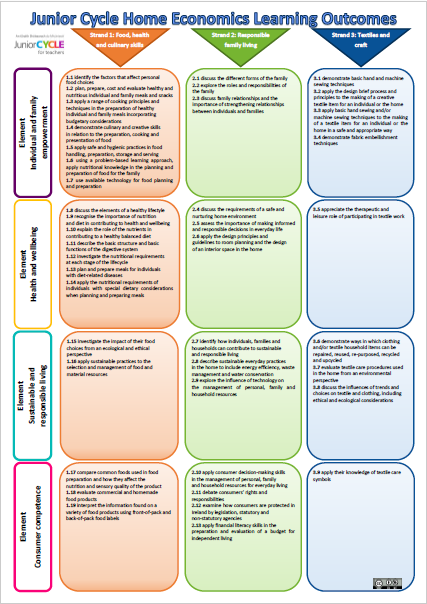 Junior Cycle Home Economics Learning Outcomes
JuniorCYCLE
for teachers
Strand 1: Food, health
and culinary skills
Strand 2: Responsible
family living
Strand 3: Textiles and
craft
Element
Individual and family
empowerment
1.1 identify the factors that affect personal
food choices
1.2 plan, prepare, cost and evaluate healthy and
nutritious individual and family meals and snacks
1.3 apply a range of cooking principles and
techniques in the preparation of healthy
individual and family meals incorporating
budgetary considerations
1.4 demonstrate culinary and creative skills
in relation to the preparation, cooking and
presentation of food
1.5 apply safe and hygienic practices in food
handling, preparation, storage and serving
1.6 using a problem-based learning approach,
apply nutritional knowledge in the planning and
preparation of food for the family
1.7 use available technology for food planning
and preparation
2.1 discuss the different forms of the family
2.2 explore the roles and responsibilities of
the family
2.3 discuss family relationships and the
importance of strengthening relationships
between individuals and families
3.1 demonstrate basic hand and machine
sewing techniques
3.2 apply the design brief process and
principles to the making of a creative
textile item for an individual or the home
3.3 apply basic hand sewing and/or
machine sewing techniques to the making
of a textile item for an individual or the
home in a safe and appropriate way
3.4 demonstrate fabric embellishment
techniques
Element
Health and wellbeing
1.8 discuss the elements of a healthy lifestyle
1.9 recognise the importance of nutrition
and diet in contributing to health and wellbeing
1.10 explain the role of the nutrients in
contributing to a healthy balanced diet
1.11 describe the basic structure and basic
functions of the digestive system
1.12 investigate the nutritional requirements
at each stage of the lifecycle
1.13 plan and prepare meals for individuals
with diet-related diseases
1.14 apply the nutritional requirements of
individuals with special dietary considerations
when planning and preparing meals
2.4 discuss the requirements of a safe and
nurturing home environment
2.5 assess the importance of making informed
and responsible decisions in everyday life
2.6 apply the design principles and
guidelines to room planning and the design
of an interior space in the home
3.5 appreciate the therapeutic and
leisure role of participating in textile work
Element
Sustainable and
responsible living
1.15 investigate the impact of their food
choices from an ecological and ethical
perspective
1.16 apply sustainable practices to the
selection and management of food and
material resources
2.7 identify how individuals, families and
households can contribute to sustainable
and responsible living
2.8 describe sustainable everyday practices
in the home to include energy efficiency, waste
management and water conservation
2.9 explore the influence of technology on
the management of personal, family and
household resources
3.6 demonstrate ways in which clothing
and/or textile household items can be
repaired, reused, re-purposed, recycled
and upcycled
3.7 evaluate textile care procedures used
in the home from an environmental
perspective
3.8 discuss the influences of trends and
choices on textile and clothing, including
ethical and ecological considerations
Element
Consumer competence
1.17 compare common foods used in food
preparation and how they affect the
nutrition and sensory quality of the product
1.18 evaluate commercial and homemade
food products
1.19 interpret the information found on a
variety of food products using front-of-pack and
back-of-pack food labels
2.10 apply consumer decision-making skills
in the management of personal, family
and household resources for everyday living
2.11 debate consumers' rights and
responsibilities
2.12 examine how consumers are protected in
Ireland by legislation, statutory and
non-statutory agencies
2.13 apply financial literacy skills in the
preparation and evaluation of a budget for
independent living
3.9 apply their knowledge of textile care
symbols